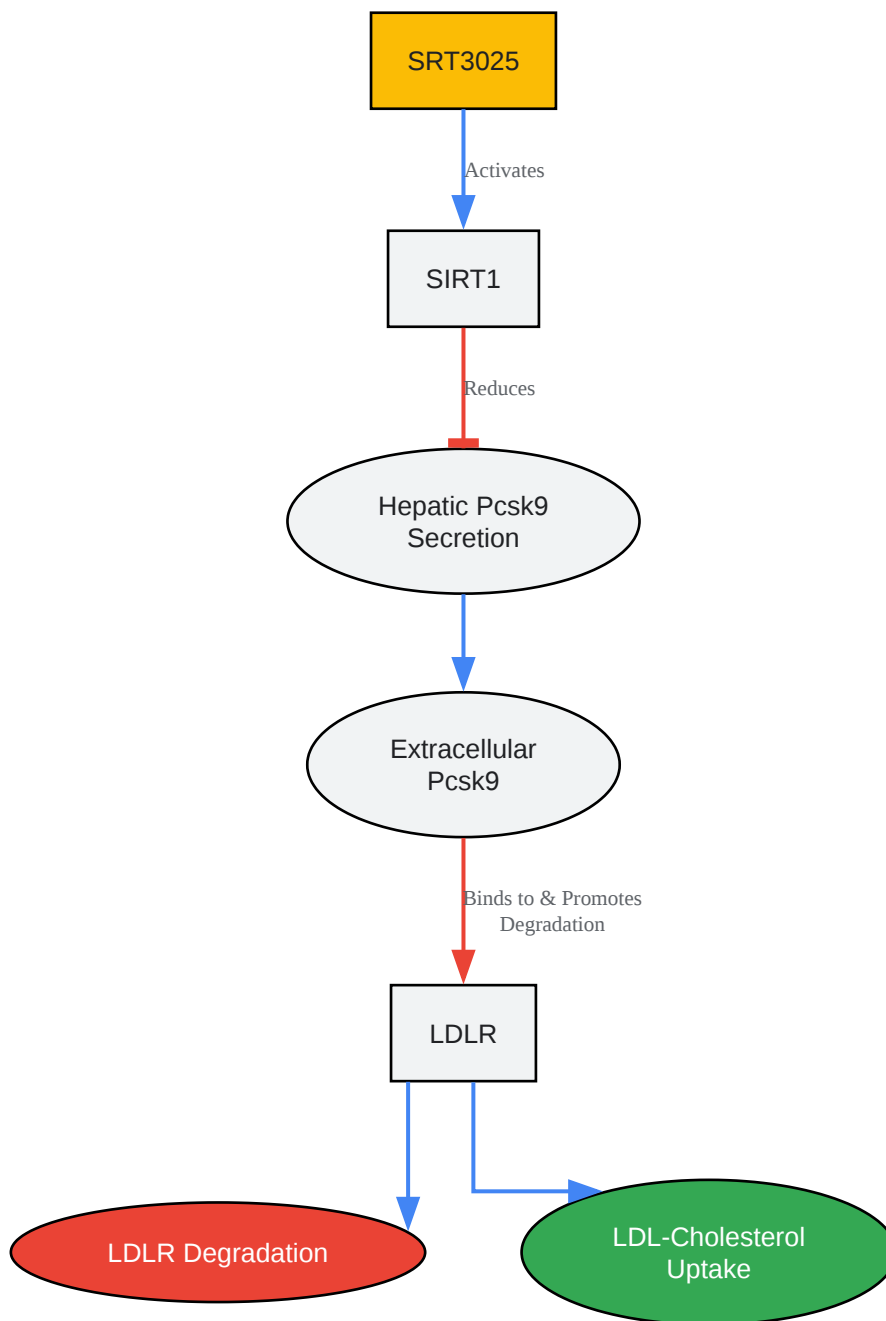 SRT3025
Activates
SIRT1
Reduces
Hepatic Pcsk9
Secretion
Extracellular
Pcsk9
Binds to & Promotes
Degradation
LDLR
LDLR Degradation
LDL-Cholesterol
Uptake